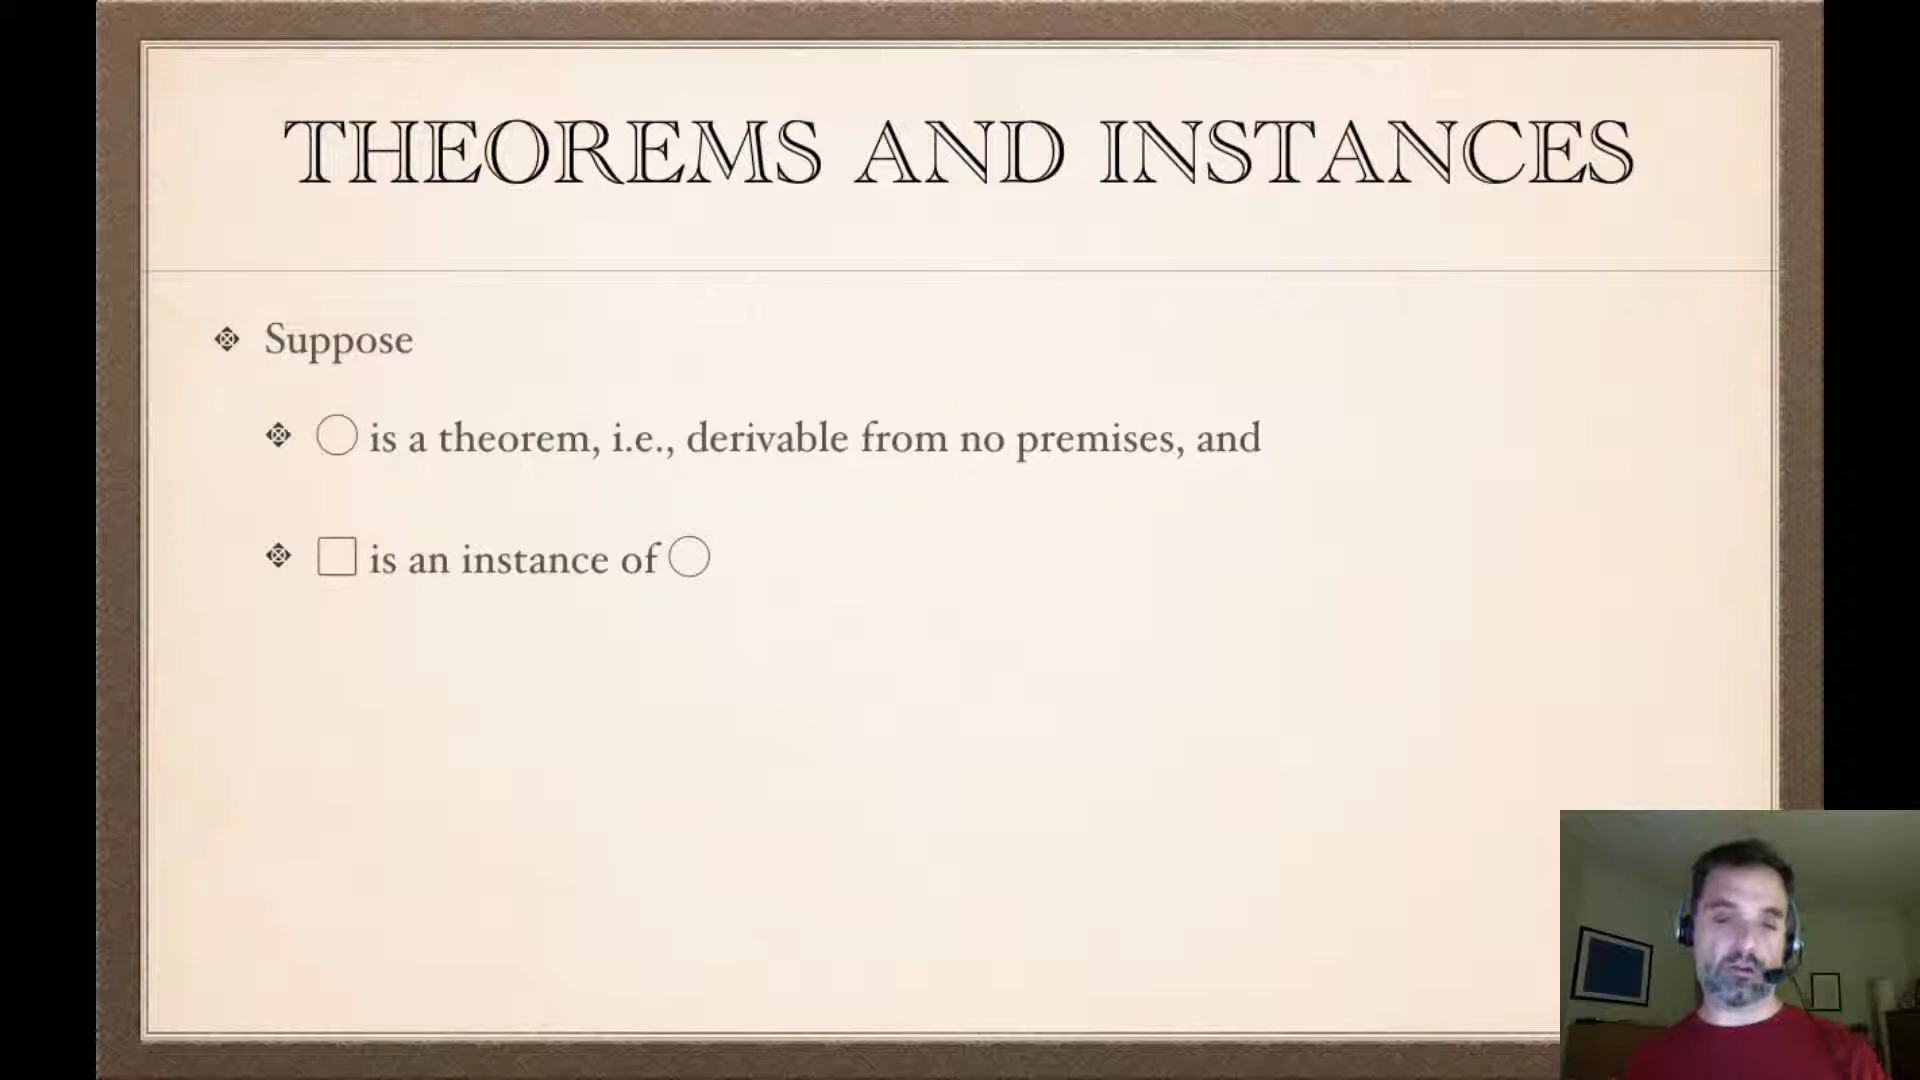 THEOREMS AND INSTANCES
Suppose
◯ is a theorem, i.e., derivable from no premises, and
□ is an instance of ◯